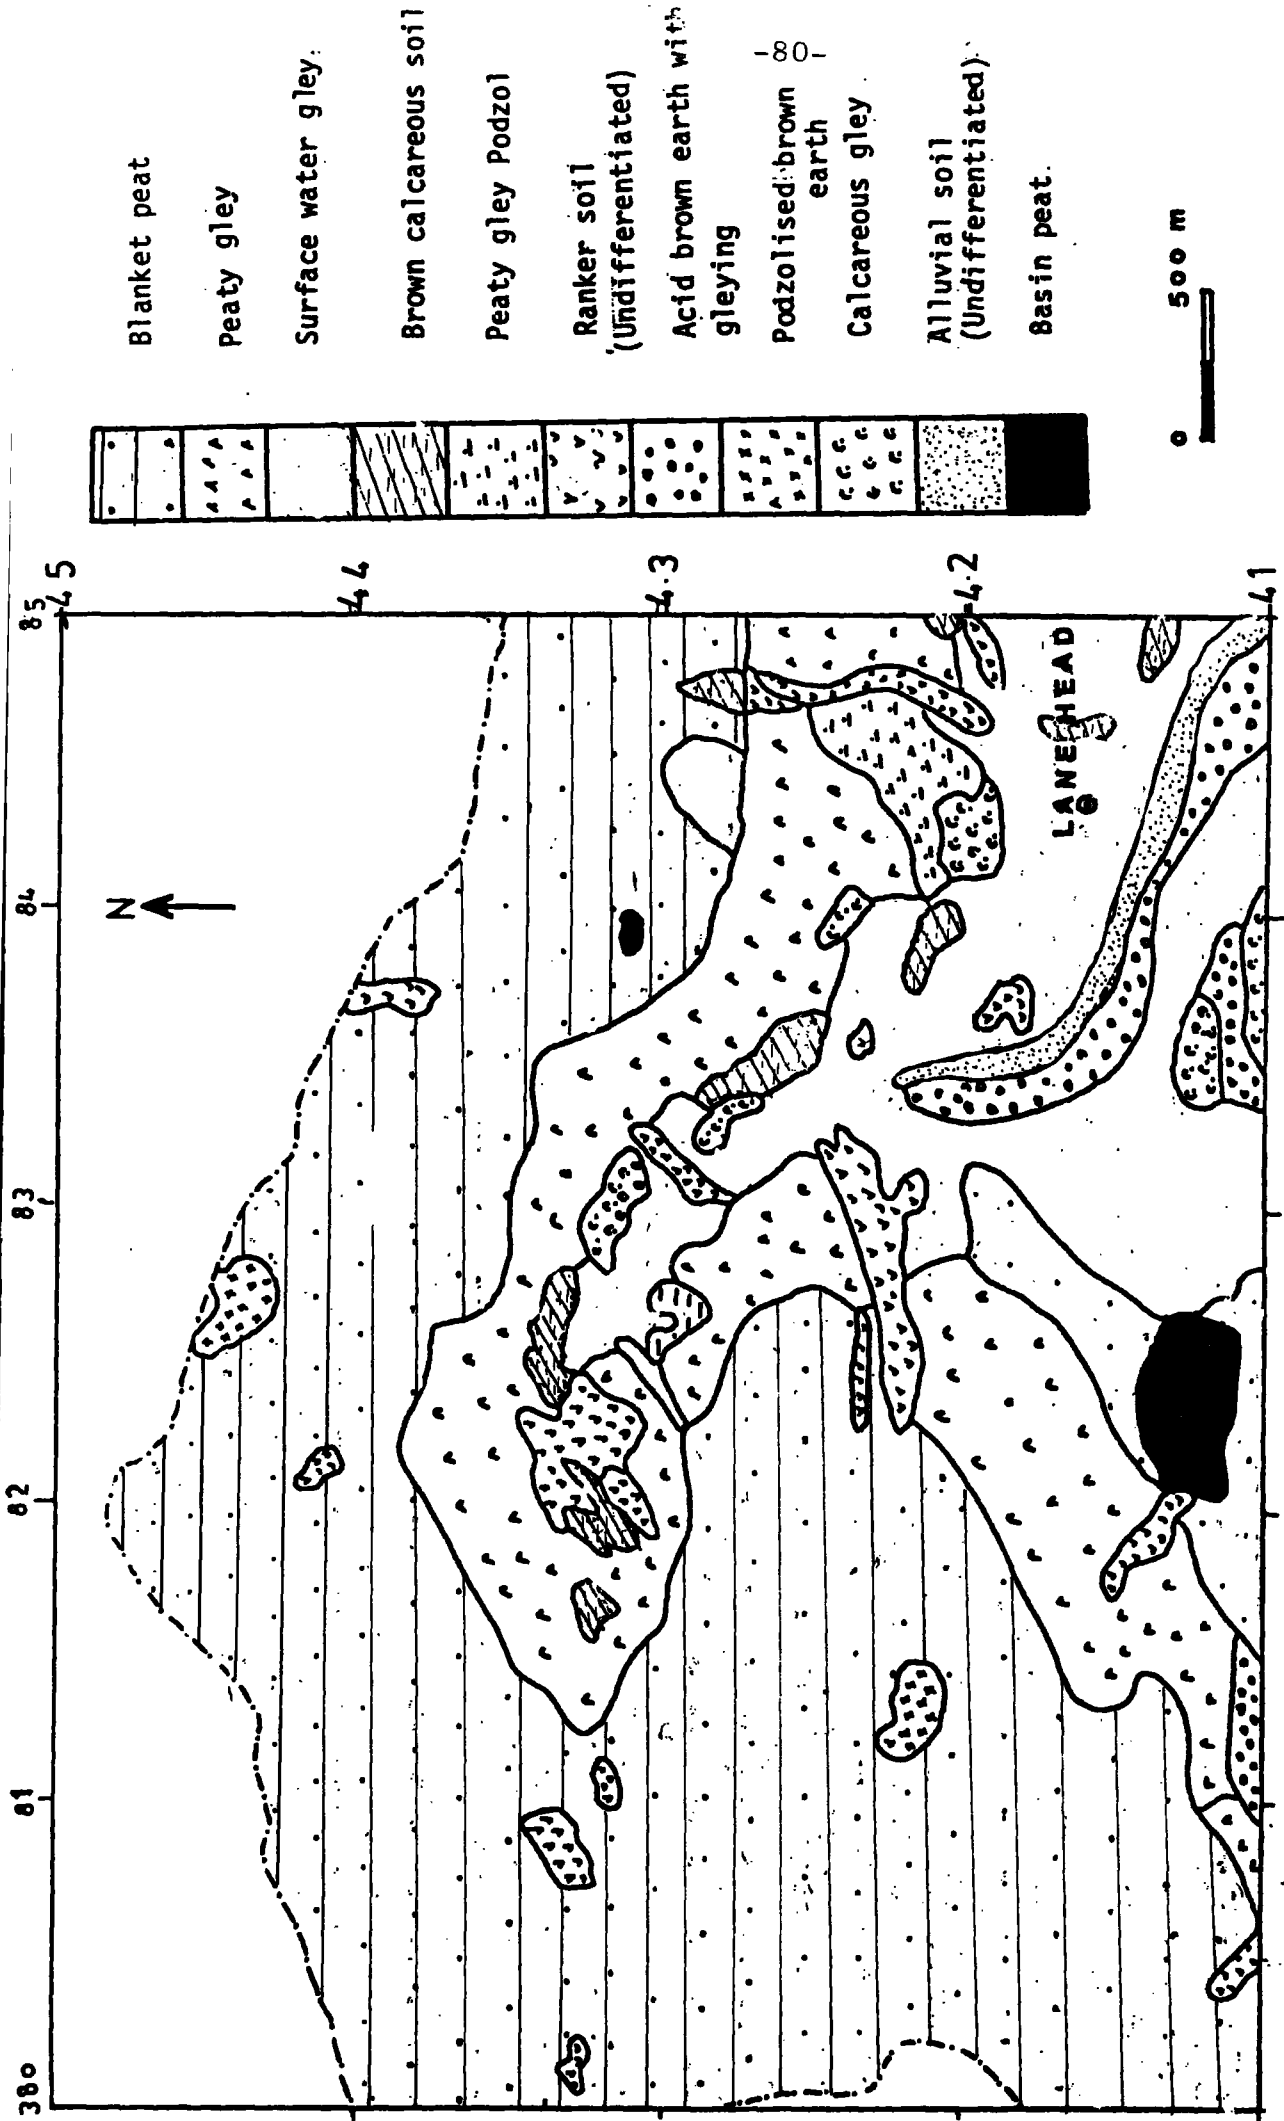 -80-
Blanket peat
Peaty gley
Surface water gley.
Brown calcareous soil
Peaty gley Podzol
Ranker soil
(Undifferentiated)
Acid brown earth with
gleying
Podzolised brown
earth
Calcareous gley
Alluvial soil
(Undifferentiated)
Basin peat.
0 500 m
380 81 82 83 84 85
45
44
43
42
41
N
LANEHEAD